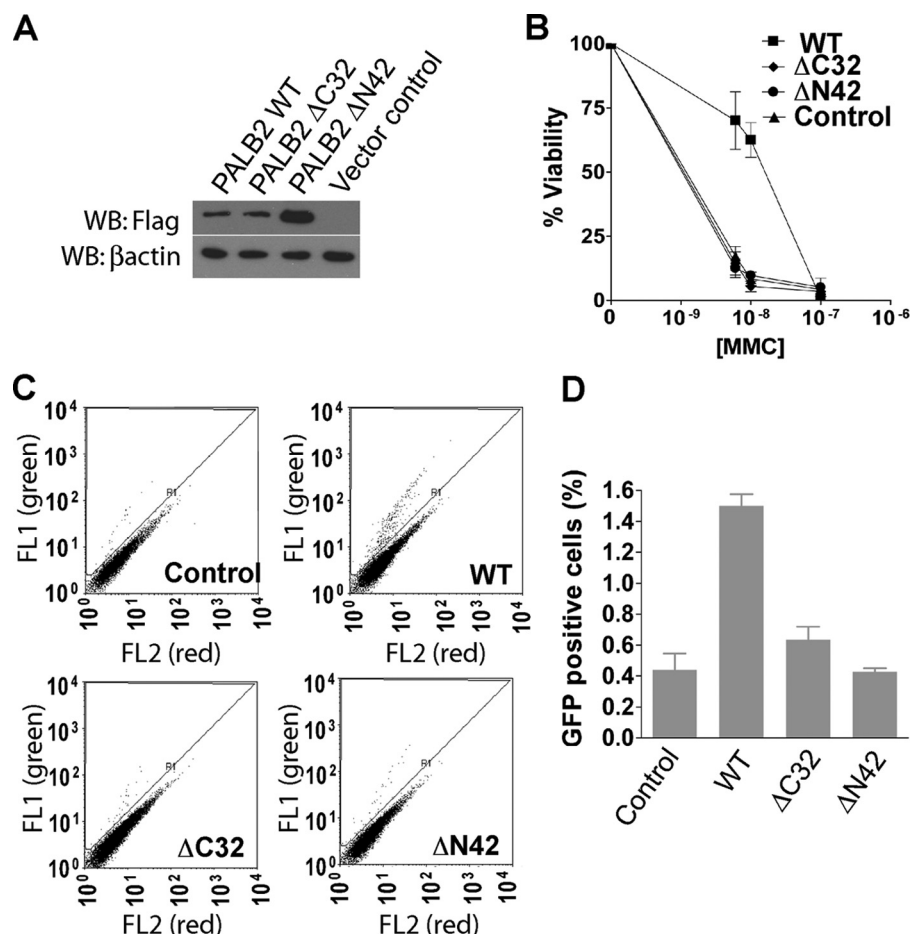 A
PALB2 WT
PALB2 ΔC32
PALB2 ΔN42
Vector control
WB: Flag
WB: βactin
B
% Viability
100
75
50
25
0
0
10-9
10-8
10-7
10-6
[MMC]
WT
ΔC32
ΔN42
Control
C
FL1 (green)
10⁴
10³
10²
10¹
10⁰
R1
Control
10⁰
10¹
10²
10³
10⁴
FL2 (red)
FL1 (green)
10⁴
10³
10²
10¹
10⁰
R1
WT
10⁰
10¹
10²
10³
10⁴
FL2 (red)
FL1 (green)
10⁴
10³
10²
10¹
10⁰
R1
ΔC32
10⁰
10¹
10²
10³
10⁴
FL2 (red)
FL1 (green)
10⁴
10³
10²
10¹
10⁰
R1
ΔN42
10⁰
10¹
10²
10³
10⁴
FL2 (red)
D
GFP positive cells (%)
1.6
1.4
1.2
1.0
0.8
0.6
0.4
0.2
0.0
Control
WT
ΔC32
ΔN42